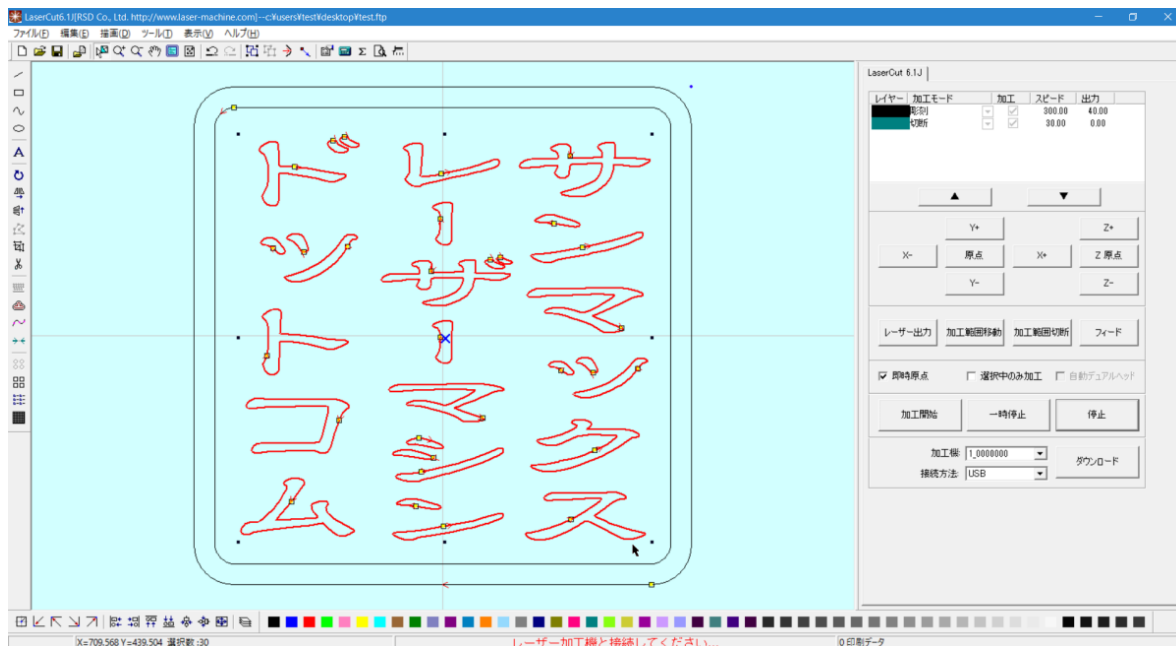 LaserCut6.1J[RSD Co., Ltd. http://www.laser-machine.com]--c:¥users¥test¥desktop¥test.ftp
ファイル(F) 編集(E) 描画(D) ツール(T) 表示(V) ヘルプ(H)
サンマックス
レーザーマシン
ドットコム
LaserCut 6.1J
レイヤー 加工モード 加工 スピード 出力
彫刻 300.00 40.00
切断 30.00 0.00
▲ ▼
Y+ Z+
X- 原点 X+ Z 原点
Y- Z-
レーザー出力 加工範囲移動 加工範囲切断 フィード
即時原点 選択中のみ加工 自動デュアルヘッド
加工開始 一時停止 停止
加工機: 1_0000000
接続方法: USB
ダウンロード
X=709.568 Y=439.504 選択数:30
レーザー加工機と接続してください...
0 印刷データ